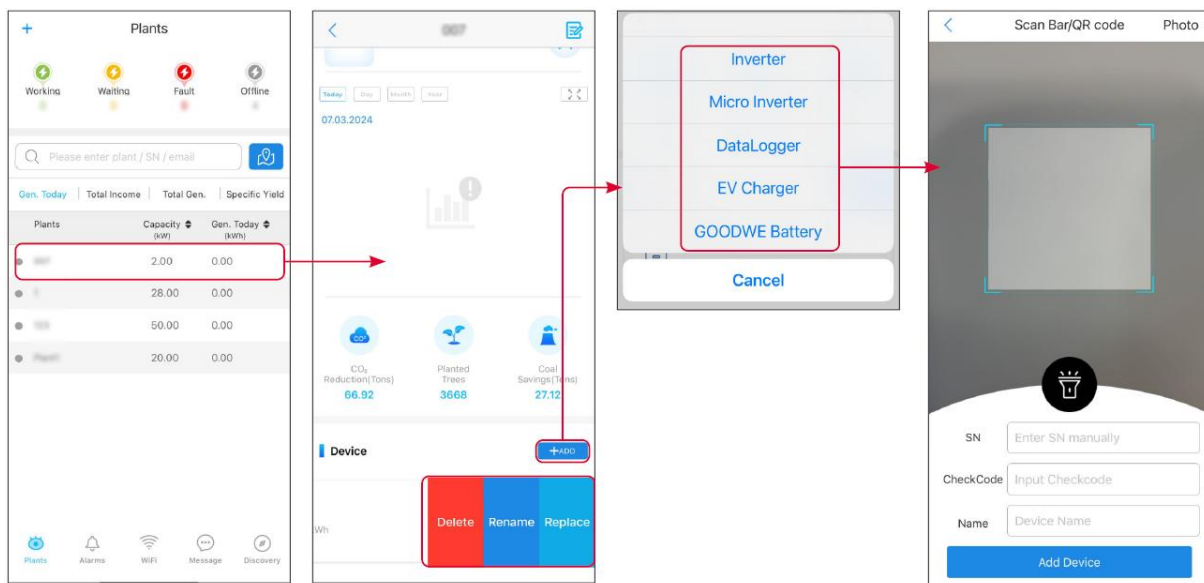 +
Plants
Working
Waiting
Fault
Offline
Please enter plant / SN / email
Gen. Today | Total Income | Total Gen. | Specific Yield
Plants
Capacity
(kW)
Gen. Today
(kWh)
2.00 0.00
28.00 0.00
50.00 0.00
20.00 0.00
Plants
Alarms
WiFi
Message
Discovery
007
Today
Day
Month
Year
07.03.2024
CO₂
Reduction(Tons)
66.92
Planted
Trees
3668
Coal
Savings(Tons)
27.12
Device
+ADD
Wh
Delete
Rename
Replace
Inverter
Micro Inverter
DataLogger
EV Charger
GOODWE Battery
Cancel
Scan Bar/QR code
Photo
SN
Enter SN manually
CheckCode
Input Checkcode
Name
Device Name
Add Device